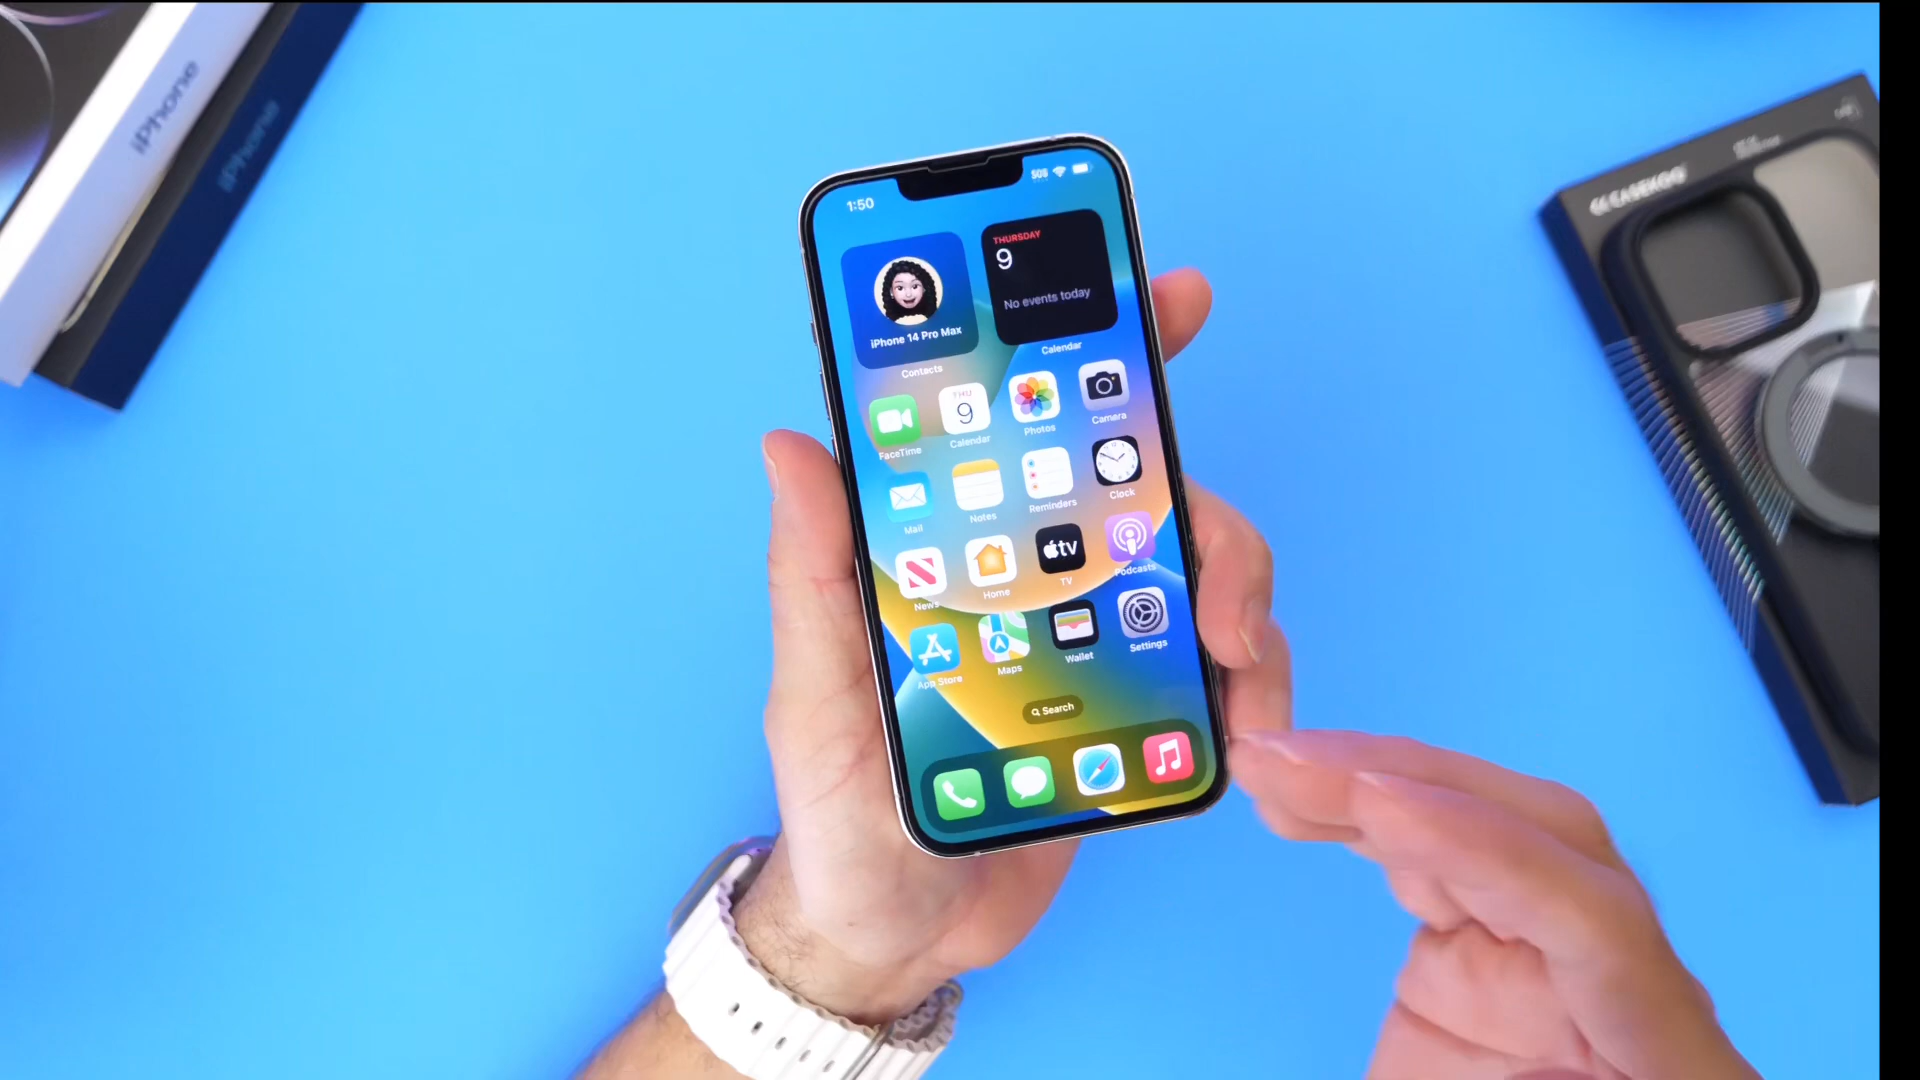 iPhone
iPhone
CASEKOO
1:50
SOS
iPhone 14 Pro Max
Contacts
THURSDAY
9
No events today
Calendar
FaceTime
THU
9
Calendar
Photos
Camera
Mail
Notes
Reminders
Clock
News
tv
Home
TV
Podcasts
App Store
Maps
Wallet
Settings
Search